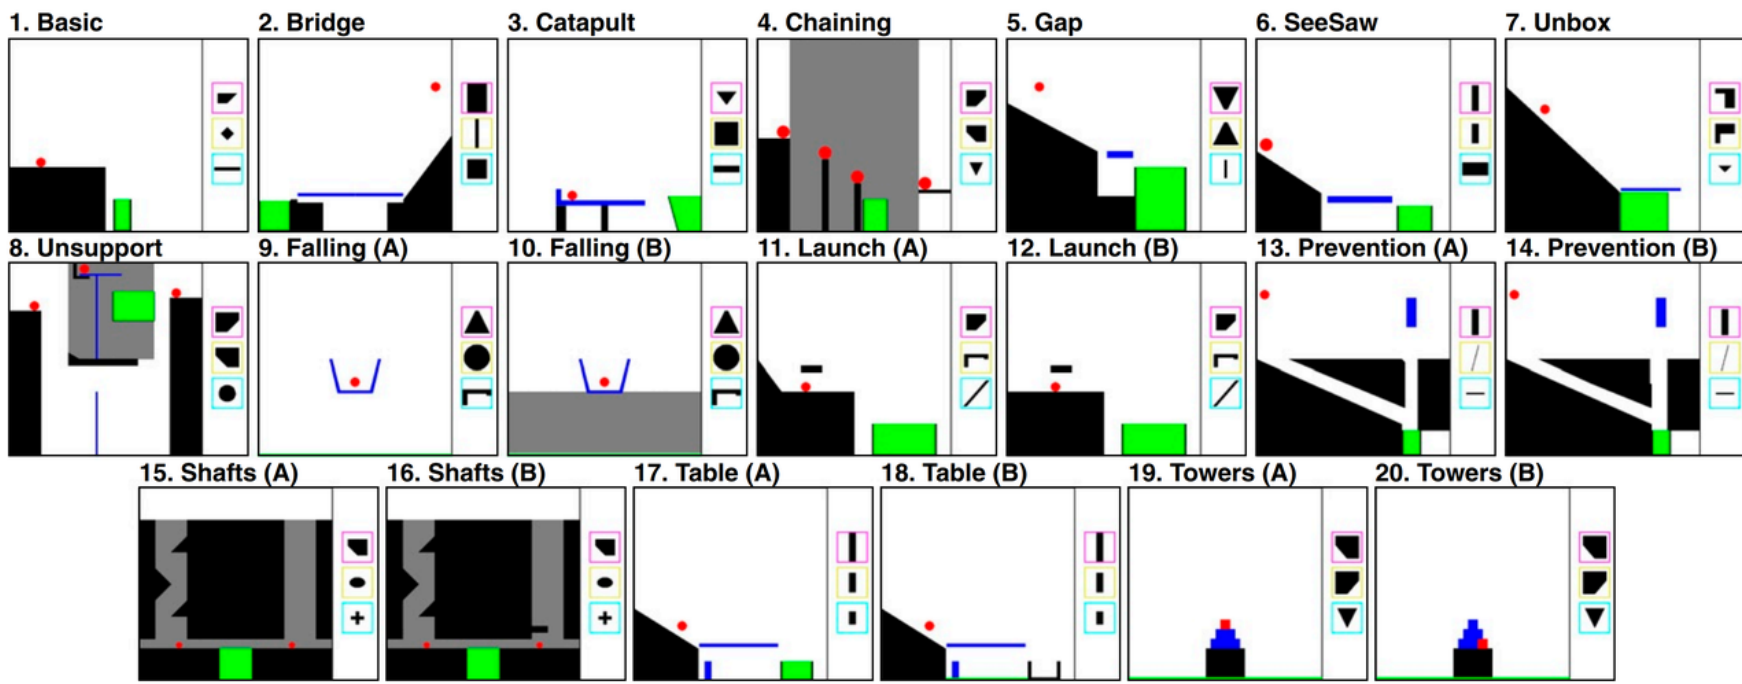 1. Basic 2. Bridge 3. Catapult 4. Chaining 5. Gap 6. SeeSaw 7. Unbox
8. Unsupport 9. Falling (A) 10. Falling (B) 11. Launch (A) 12. Launch (B) 13. Prevention (A) 14. Prevention (B)
15. Shafts (A) 16. Shafts (B) 17. Table (A) 18. Table (B) 19. Towers (A) 20. Towers (B)